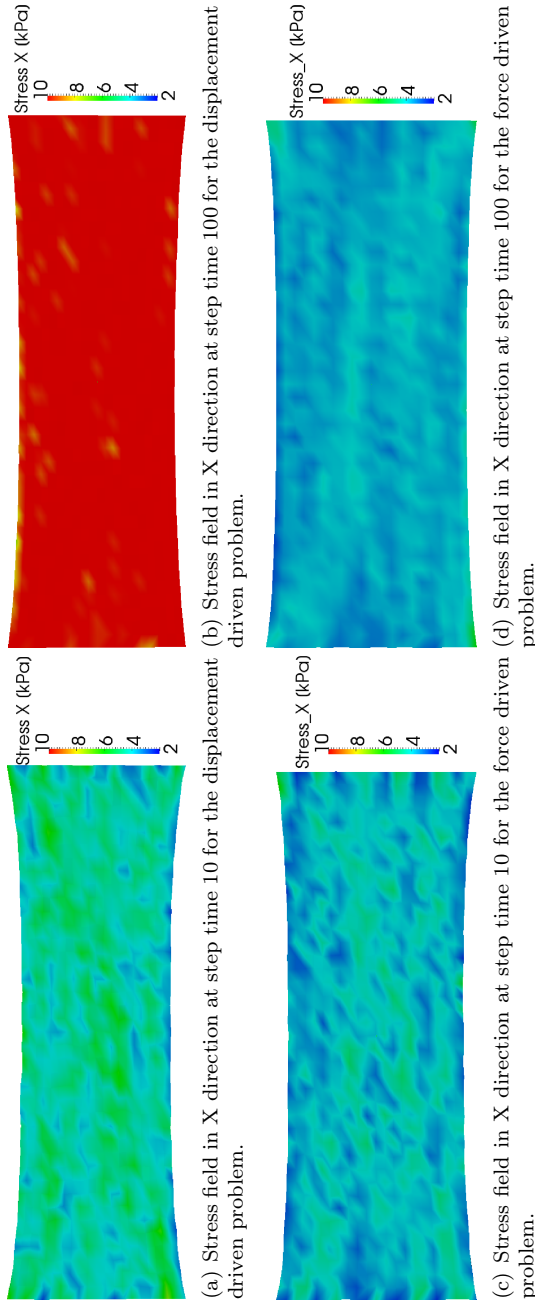 Stress X (kPa)
10
8
6
4
2
(a) Stress field in X direction at step time 10 for the displacement
driven problem.
Stress X (kPa)
10
8
6
4
2
(b) Stress field in X direction at step time 100 for the displacement
driven problem.
Stress_X (kPa)
10
8
6
4
2
(c) Stress field in X direction at step time 10 for the force driven
problem.
Stress_X (kPa)
10
8
6
4
2
(d) Stress field in X direction at step time 100 for the force driven
problem.